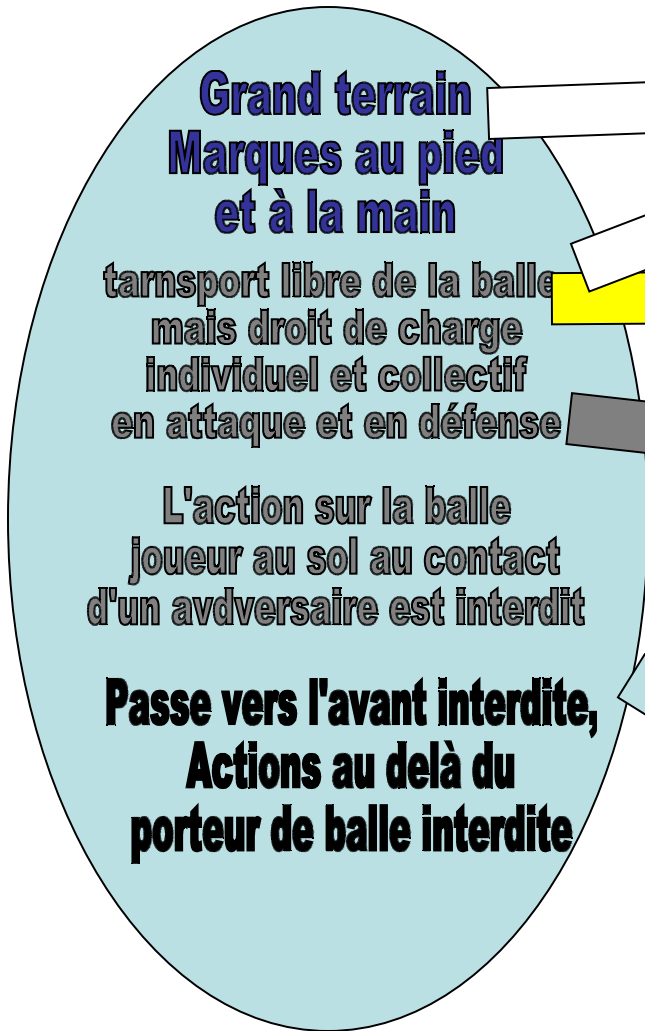 Grand terrain
Marques au pied
et à la main
tarnsport libre de la balle
mais droit de charge
individuel et collectif
en attaque et en défense
L'action sur la balle
joueur au sol au contact
d'un avdversaire est interdit
Passe vers l'avant interdite,
Actions au delà du
porteur de balle interdite